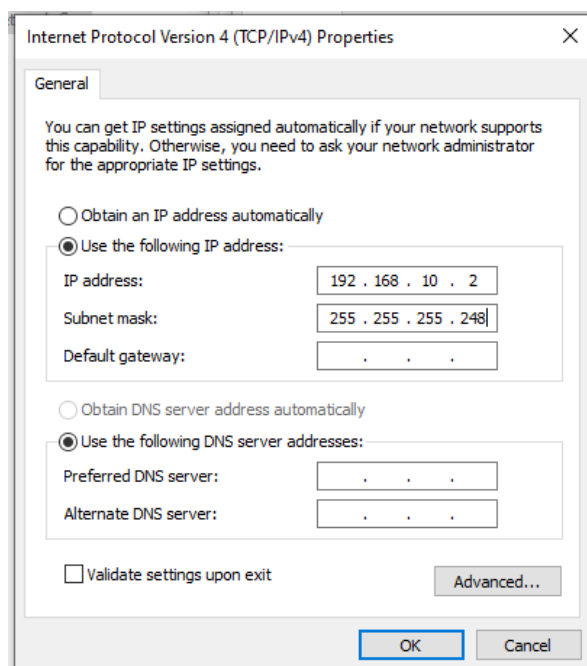 Internet Protocol Version 4 (TCP/IPv4) Properties
General
You can get IP settings assigned automatically if your network supports
this capability. Otherwise, you need to ask your network administrator
for the appropriate IP settings.
Obtain an IP address automatically
Use the following IP address:
IP address: 192 . 168 . 10 . 2
Subnet mask: 255 . 255 . 255 . 248
Default gateway: . . .
Obtain DNS server address automatically
Use the following DNS server addresses:
Preferred DNS server: . . .
Alternate DNS server: . . .
Validate settings upon exit
Advanced...
OK Cancel